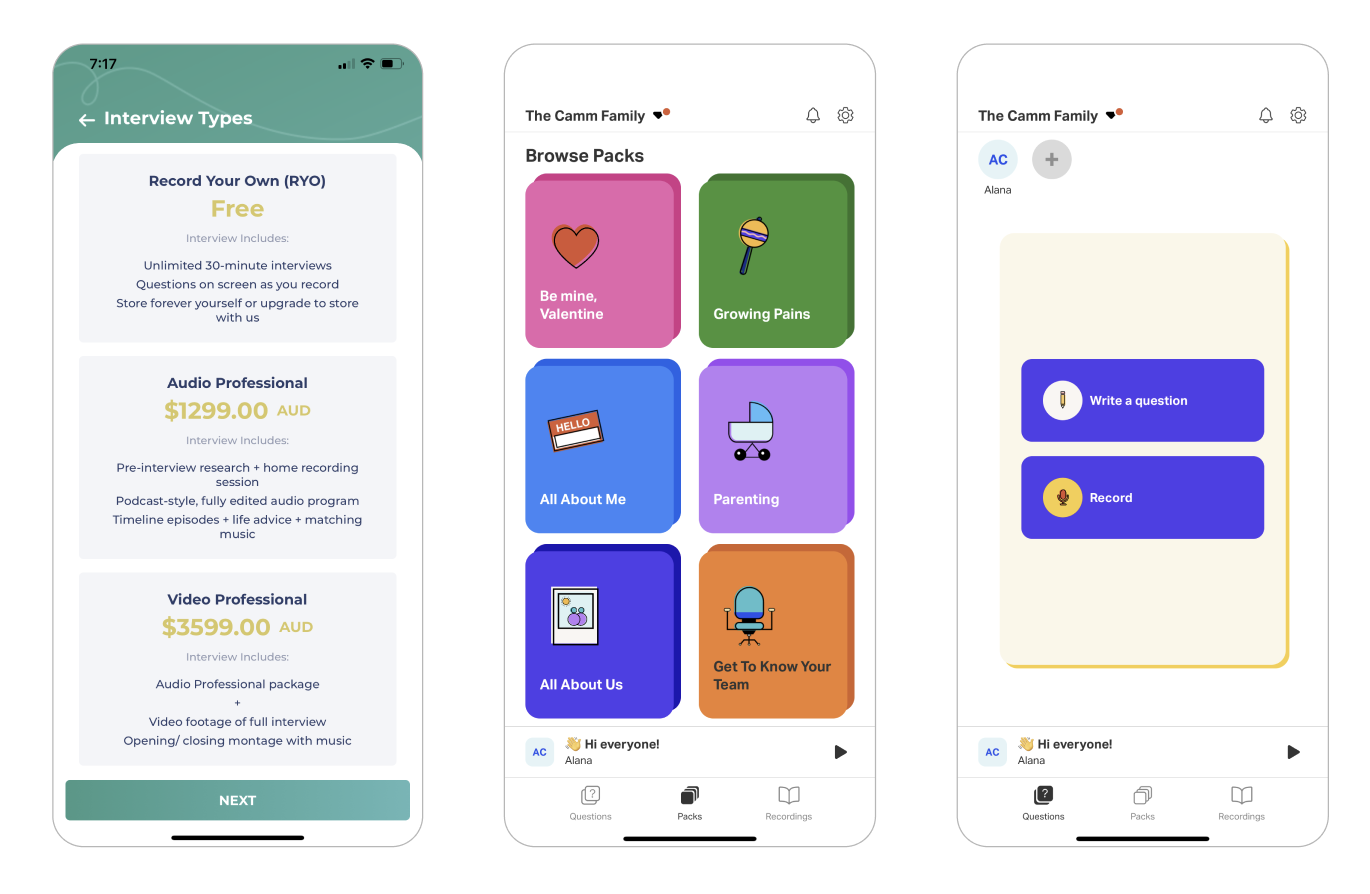 7:17
Interview Types
Record Your Own (RYO)
Free
Interview Includes:
Unlimited 30-minute interviews
Questions on screen as you record
Store forever yourself or upgrade to store
with us
Audio Professional
$1299.00 AUD
Interview Includes:
Pre-interview research + home recording
session
Podcast-style, fully edited audio program
Timeline episodes + life advice + matching
music
Video Professional
$3599.00 AUD
Interview Includes:
Audio Professional package
+
Video footage of full interview
Opening/ closing montage with music
NEXT
The Camm Family
Browse Packs
Be mine,
Valentine
Growing Pains
HELLO
All About Me
Parenting
All About Us
Get To Know Your
Team
AC
👋 Hi everyone!
Alana
?
Questions
Packs
Recordings
The Camm Family
AC
+
Alana
Write a question
Record
AC
👋 Hi everyone!
Alana
?
Questions
Packs
Recordings